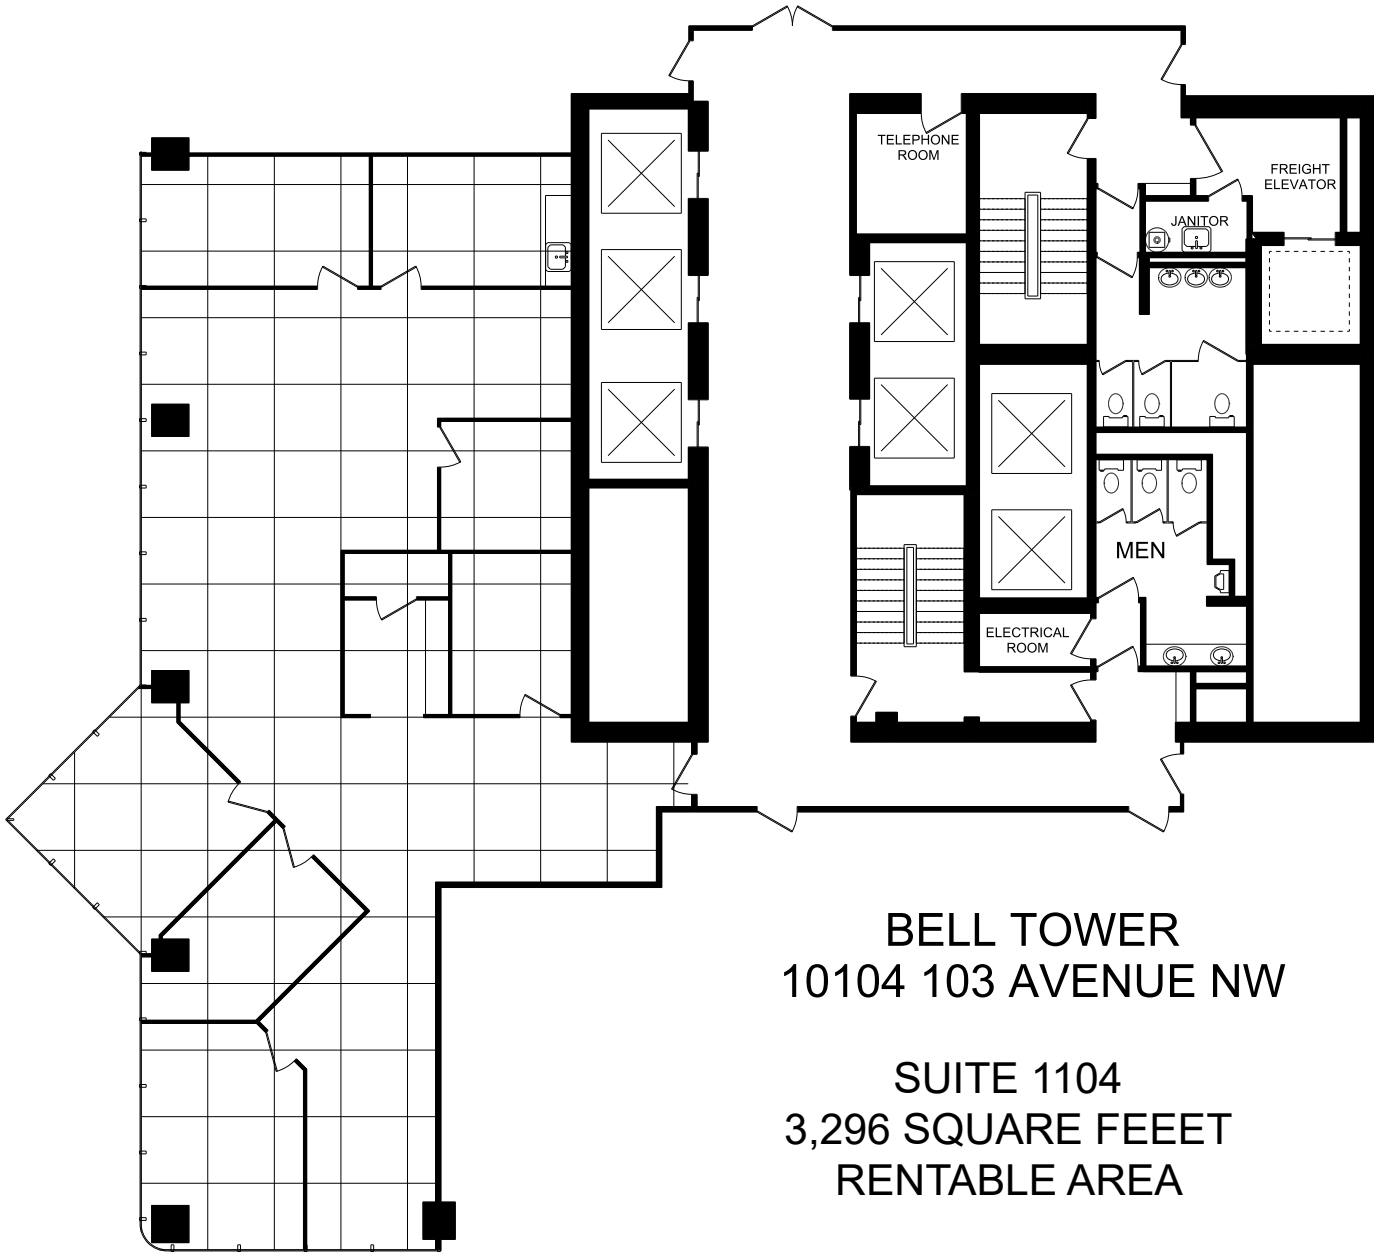 TELEPHONE
ROOM
FREIGHT
ELEVATOR
JANITOR
MEN
ELECTRICAL
ROOM
BELL TOWER
10104 103 AVENUE NW
SUITE 1104
3,296 SQUARE FEEET
RENTABLE AREA